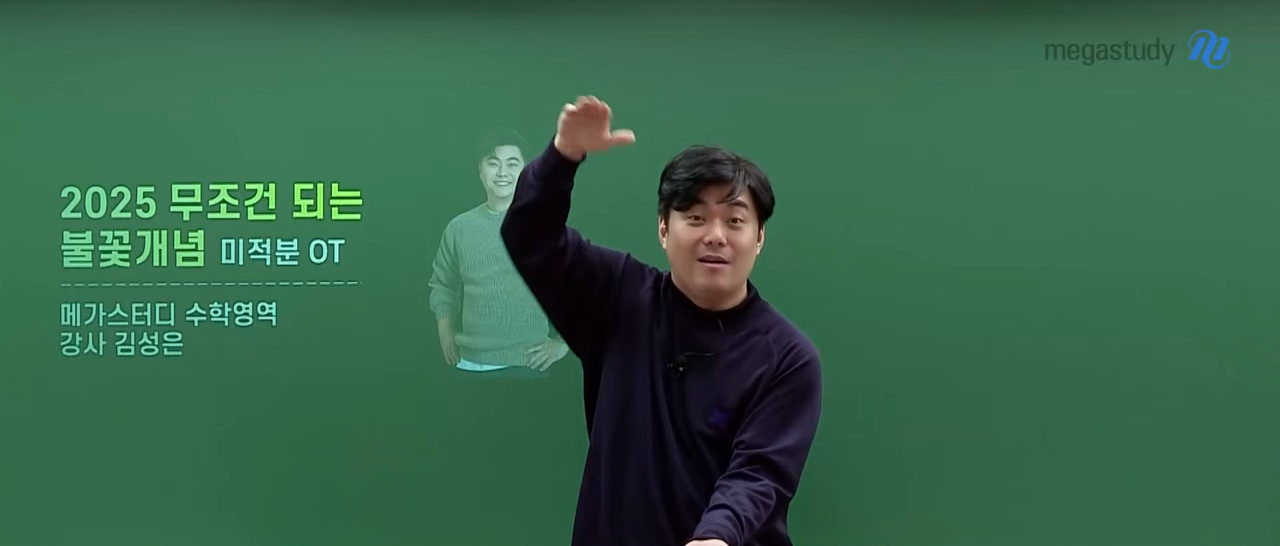 megastudy
2025 무조건 되는
불꽃개념 미적분 OT
메가스터디 수학영역
강사 김성은